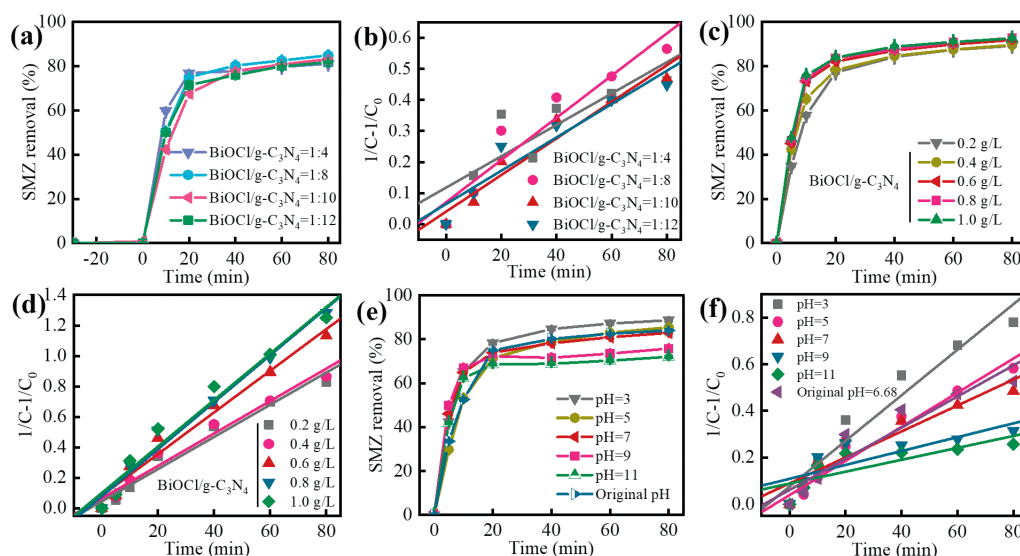 (a)
SMZ removal (%)
100
80
60
40
20
0
BiOCl/g-C3N4=1:4
BiOCl/g-C3N4=1:8
BiOCl/g-C3N4=1:10
BiOCl/g-C3N4=1:12
-20 0 20 40 60 80
Time (min)
(b)
1/C-1/C0
0.6
0.4
0.3
0.1
0.0
BiOCl/g-C3N4=1:4
BiOCl/g-C3N4=1:8
BiOCl/g-C3N4=1:10
BiOCl/g-C3N4=1:12
0 20 40 60 80
Time (min)
(c)
SMZ removal (%)
100
80
60
40
20
0
BiOCl/g-C3N4
0.2 g/L
0.4 g/L
0.6 g/L
0.8 g/L
1.0 g/L
0 20 40 60 80
Time (min)
(d)
1/C-1/C0
1.4
1.2
1.0
0.8
0.6
0.4
0.2
0.0
BiOCl/g-C3N4
0.2 g/L
0.4 g/L
0.6 g/L
0.8 g/L
1.0 g/L
0 20 40 60 80
Time (min)
(e)
SMZ removal (%)
100
80
60
40
20
0
pH=3
pH=5
pH=7
pH=9
pH=11
Original pH
0 20 40 60 80
Time (min)
(f)
1/C-1/C0
pH=3
pH=5
pH=7
pH=9
pH=11
Original pH=6.68
0.8
0.6
0.4
0.2
0.0
0 20 40 60 80
Time (min)